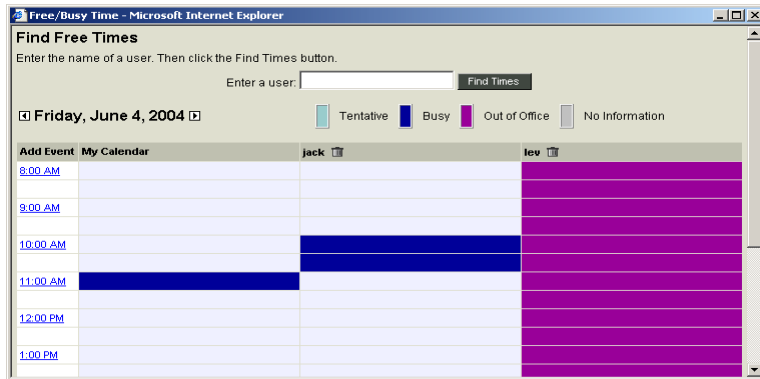 Free/Busy Time - Microsoft Internet Explorer
Find Free Times
Enter the name of a user. Then click the Find Times button.
Enter a user: Find Times
Friday, June 4, 2004 Tentative Busy Out of Office No Information
Add Event My Calendar jack lev
8:00 AM
9:00 AM
10:00 AM
11:00 AM
12:00 PM
1:00 PM